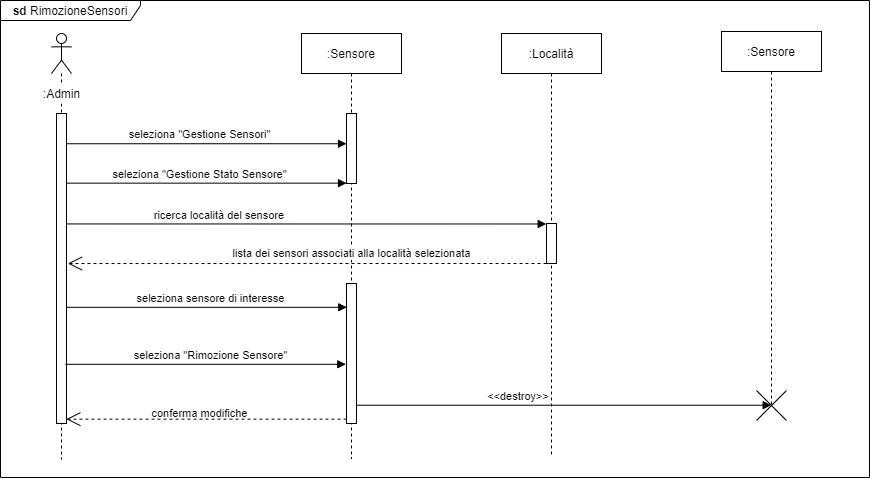 sd RimozioneSensori
:Admin
:Sensore
:Località
:Sensore
seleziona "Gestione Sensori"
seleziona "Gestione Stato Sensore"
ricerca località del sensore
lista dei sensori associati alla località selezionata
seleziona sensore di interesse
seleziona "Rimozione Sensore"
<<destroy>>
conferma modifiche